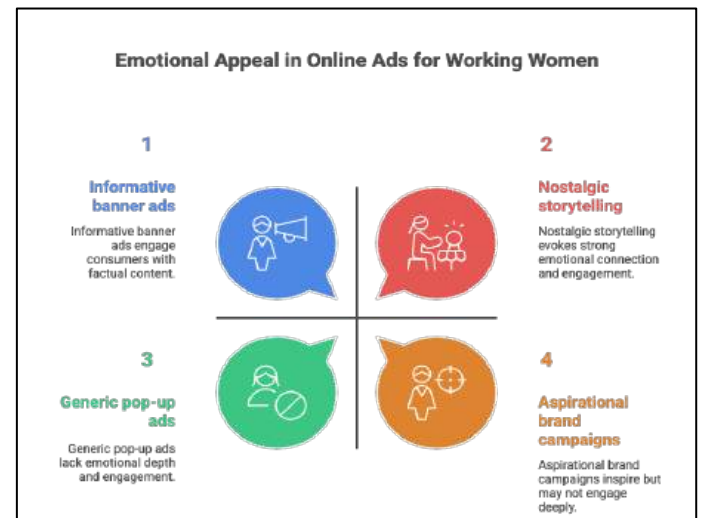 Emotional Appeal in Online Ads for Working Women
1
Informative
banner ads
Informative banner
ads engage
consumers with
factual content.
2
Nostalgic
storytelling
Nostalgic storytelling
evokes strong
emotional connection
and engagement.
3
Generic pop-up
ads
Generic pop-up ads
lack emotional depth
and engagement.
4
Aspirational
brand
campaigns
Aspirational brand
campaigns inspire but
may not engage
deeply.